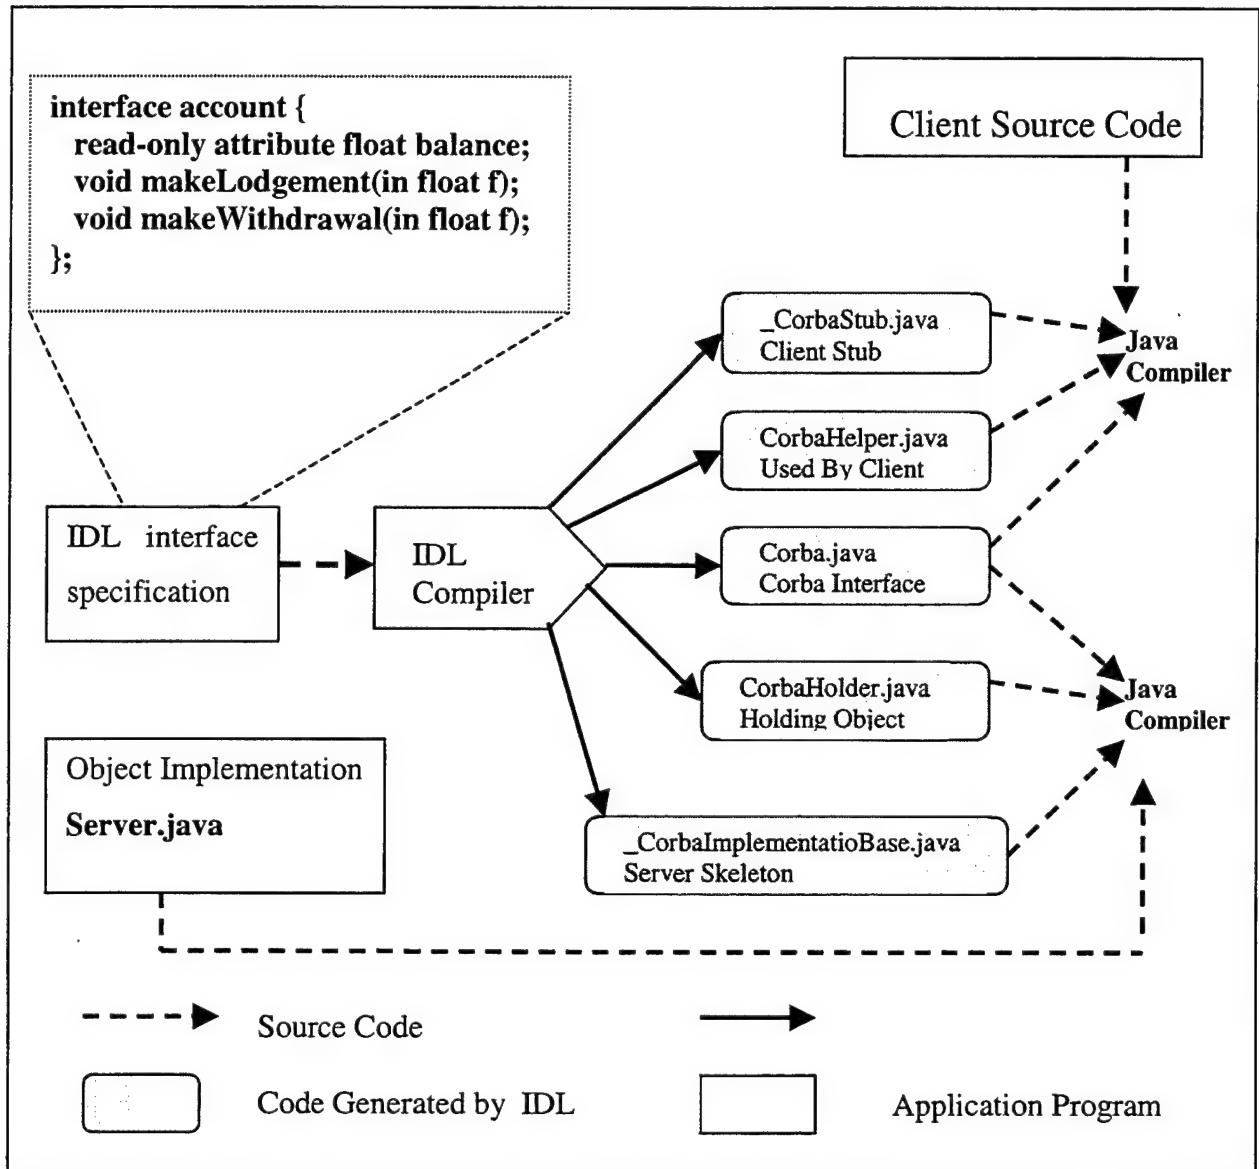 interface account {
read-only attribute float balance;
void makeLodgement(in float f);
void makeWithdrawal(in float f);
};
Client Source Code
_CorbaStub.java
Client Stub
Java
Compiler
CorbaHelper.java
Used By Client
IDL interface
specification
IDL
Compiler
Corba.java
Corba Interface
CorbaHolder.java
Holding Object
Java
Compiler
Object Implementation
Server.java
_CorbaImplementatioBase.java
Server Skeleton
Source Code
Code Generated by IDL
Application Program